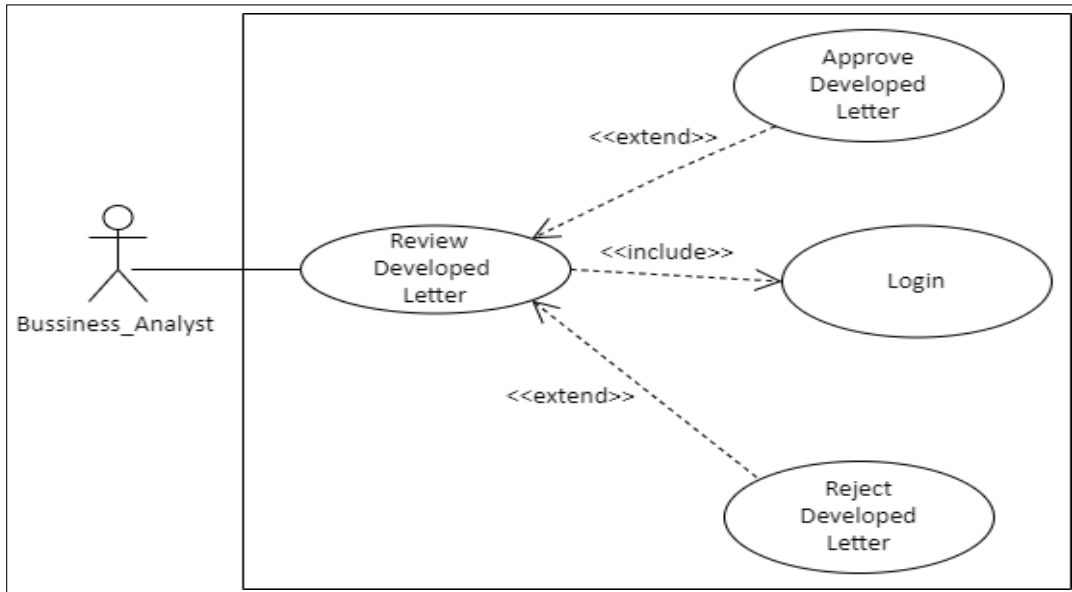 Approve
Developed
Letter
<<extend>>
Review
Developed
Letter
<<include>>
Login
Bussiness_Analyst
<<extend>>
Reject
Developed
Letter